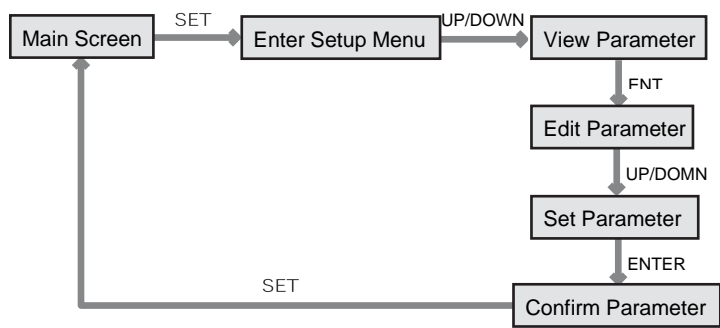 SET
UP/DOWN
Main Screen
Enter Setup Menu
View Parameter
ENT
Edit Parameter
UP/DOMN
Set Parameter
ENTER
SET
Confirm Parameter